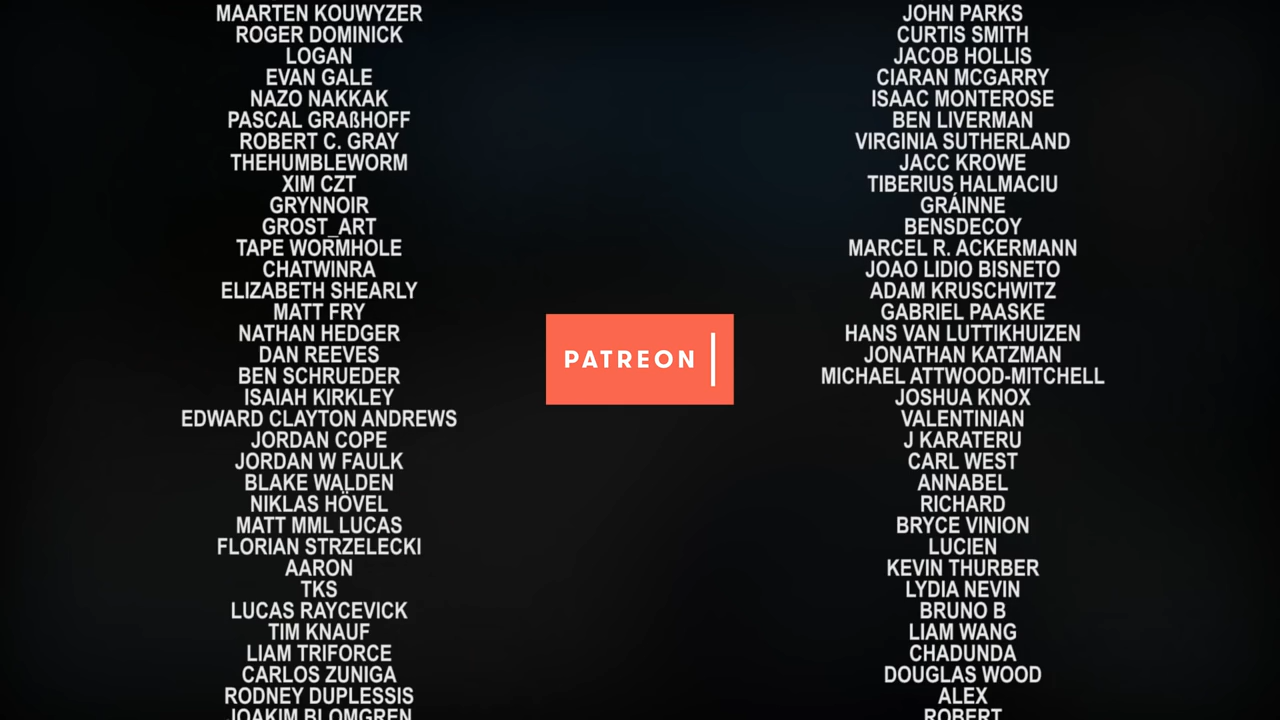 MAARTEN KOUWYZER
ROGER DOMINICK
LOGAN
EVAN GALE
NAZO NAKKAK
PASCAL GRAßHOFF
ROBERT C. GRAY
THEHUMBLEWORM
XIM CZT
GRYNNOIR
GROST_ART
TAPE WORMHOLE
CHATWINRA
ELIZABETH SHEARLY
MATT FRY
NATHAN HEDGER
DAN REEVES
BEN SCHRUEDER
ISAIAH KIRKLEY
EDWARD CLAYTON ANDREWS
JORDAN COPE
JORDAN W FAULK
BLAKE WALDEN
NIKLAS HÖVEL
MATT MML LUCAS
FLORIAN STRZELECKI
AARON
TKS
LUCAS RAYCEVICK
TIM KNAUF
LIAM TRIFORCE
CARLOS ZUNIGA
RODNEY DUPLESSIS
JOAKIM BLOMGREN
PATREON
JOHN PARKS
CURTIS SMITH
JACOB HOLLIS
CIARAN MCGARRY
ISAAC MONTEROSE
BEN LIVERMAN
VIRGINIA SUTHERLAND
JACC KROWE
TIBERIUS HALMACIU
GRÁINNE
BENSDECOY
MARCEL R. ACKERMANN
JOAO LIDIO BISNETO
ADAM KRUSCHWITZ
GABRIEL PAASKE
HANS VAN LUTTIKHUIZEN
JONATHAN KATZMAN
MICHAEL ATTWOOD-MITCHELL
JOSHUA KNOX
VALENTINIAN
J KARATERU
CARL WEST
ANNABEL
RICHARD
BRYCE VINION
LUCIEN
KEVIN THURBER
LYDIA NEVIN
BRUNO B
LIAM WANG
CHADUNDA
DOUGLAS WOOD
ALEX
ROBERT